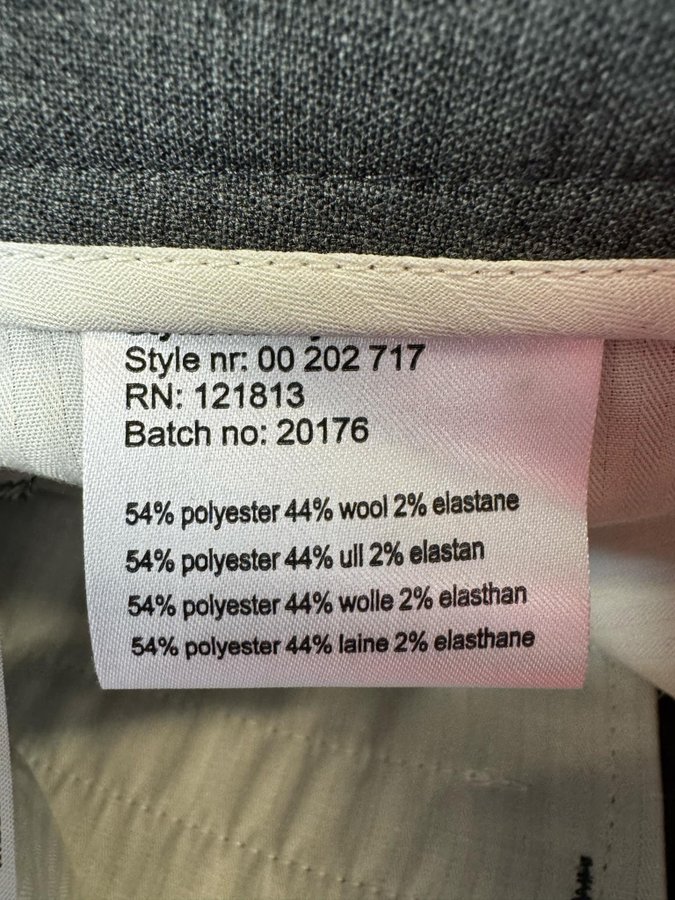 Style nr: 00 202 717
RN: 121813
Batch no: 20176
54% polyester 44% wool 2% elastane
54% polyester 44% ull 2% elastan
54% polyester 44% wolle 2% elasthan
54% polyester 44% laine 2% elasthane